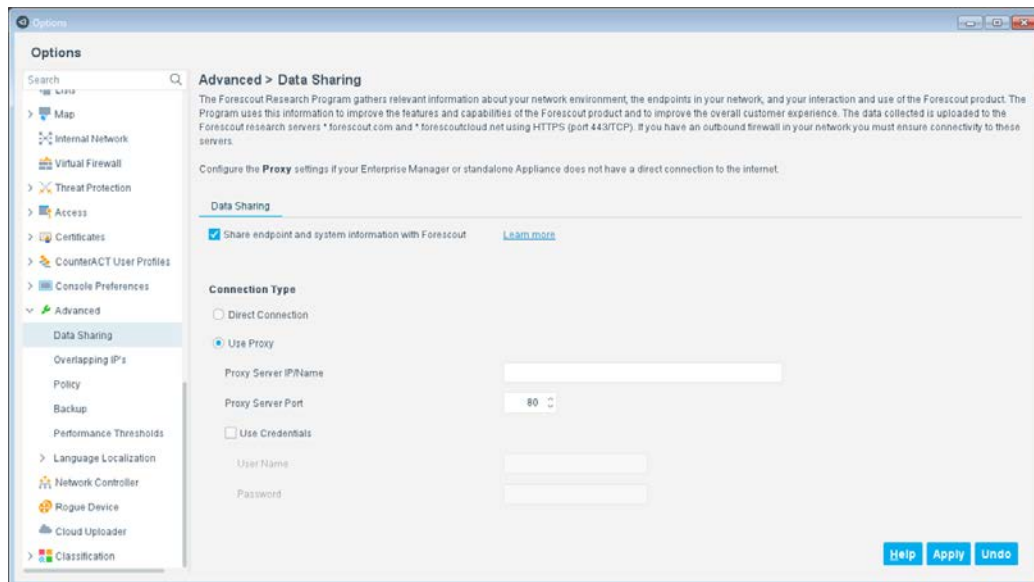 Options
Options
Search
Lists
Map
Internal Network
Virtual Firewall
Threat Protection
Access
Certificates
CounterACT User Profiles
Console Preferences
Advanced
Data Sharing
Overlapping IP's
Policy
Backup
Performance Thresholds
Language Localization
Network Controller
Rogue Device
Cloud Uploader
Classification
Advanced > Data Sharing
The Forescout Research Program gathers relevant information about your network environment, the endpoints in your network, and your interaction and use of the Forescout product. The
Program uses this information to improve the features and capabilities of the Forescout product and to improve the overall customer experience. The data collected is uploaded to the
Forescout research servers *.forescout.com and *.forescoutcloud.net using HTTPS (port 443/TCP). If you have an outbound firewall in your network you must ensure connectivity to these
servers.
Configure the Proxy settings if your Enterprise Manager or standalone Appliance does not have a direct connection to the internet.
Data Sharing
Share endpoint and system information with Forescout Learn more
Connection Type
Direct Connection
Use Proxy
Proxy Server IP/Name
Proxy Server Port 80
Use Credentials
User Name
Password
Help Apply Undo